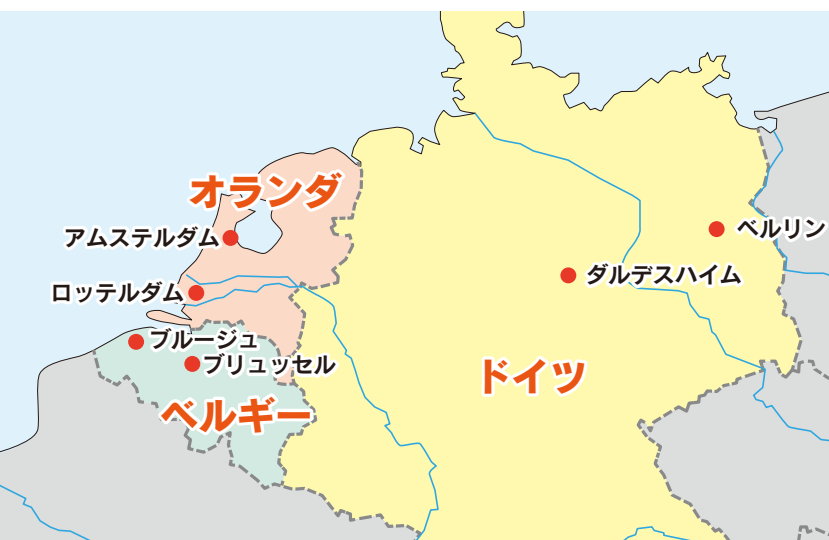 オランダ
アムステルダム
ベルリン
ダルデスハイム
ロッテルダム
ブルージュ
ブリュッセル
ドイツ
ベルギー